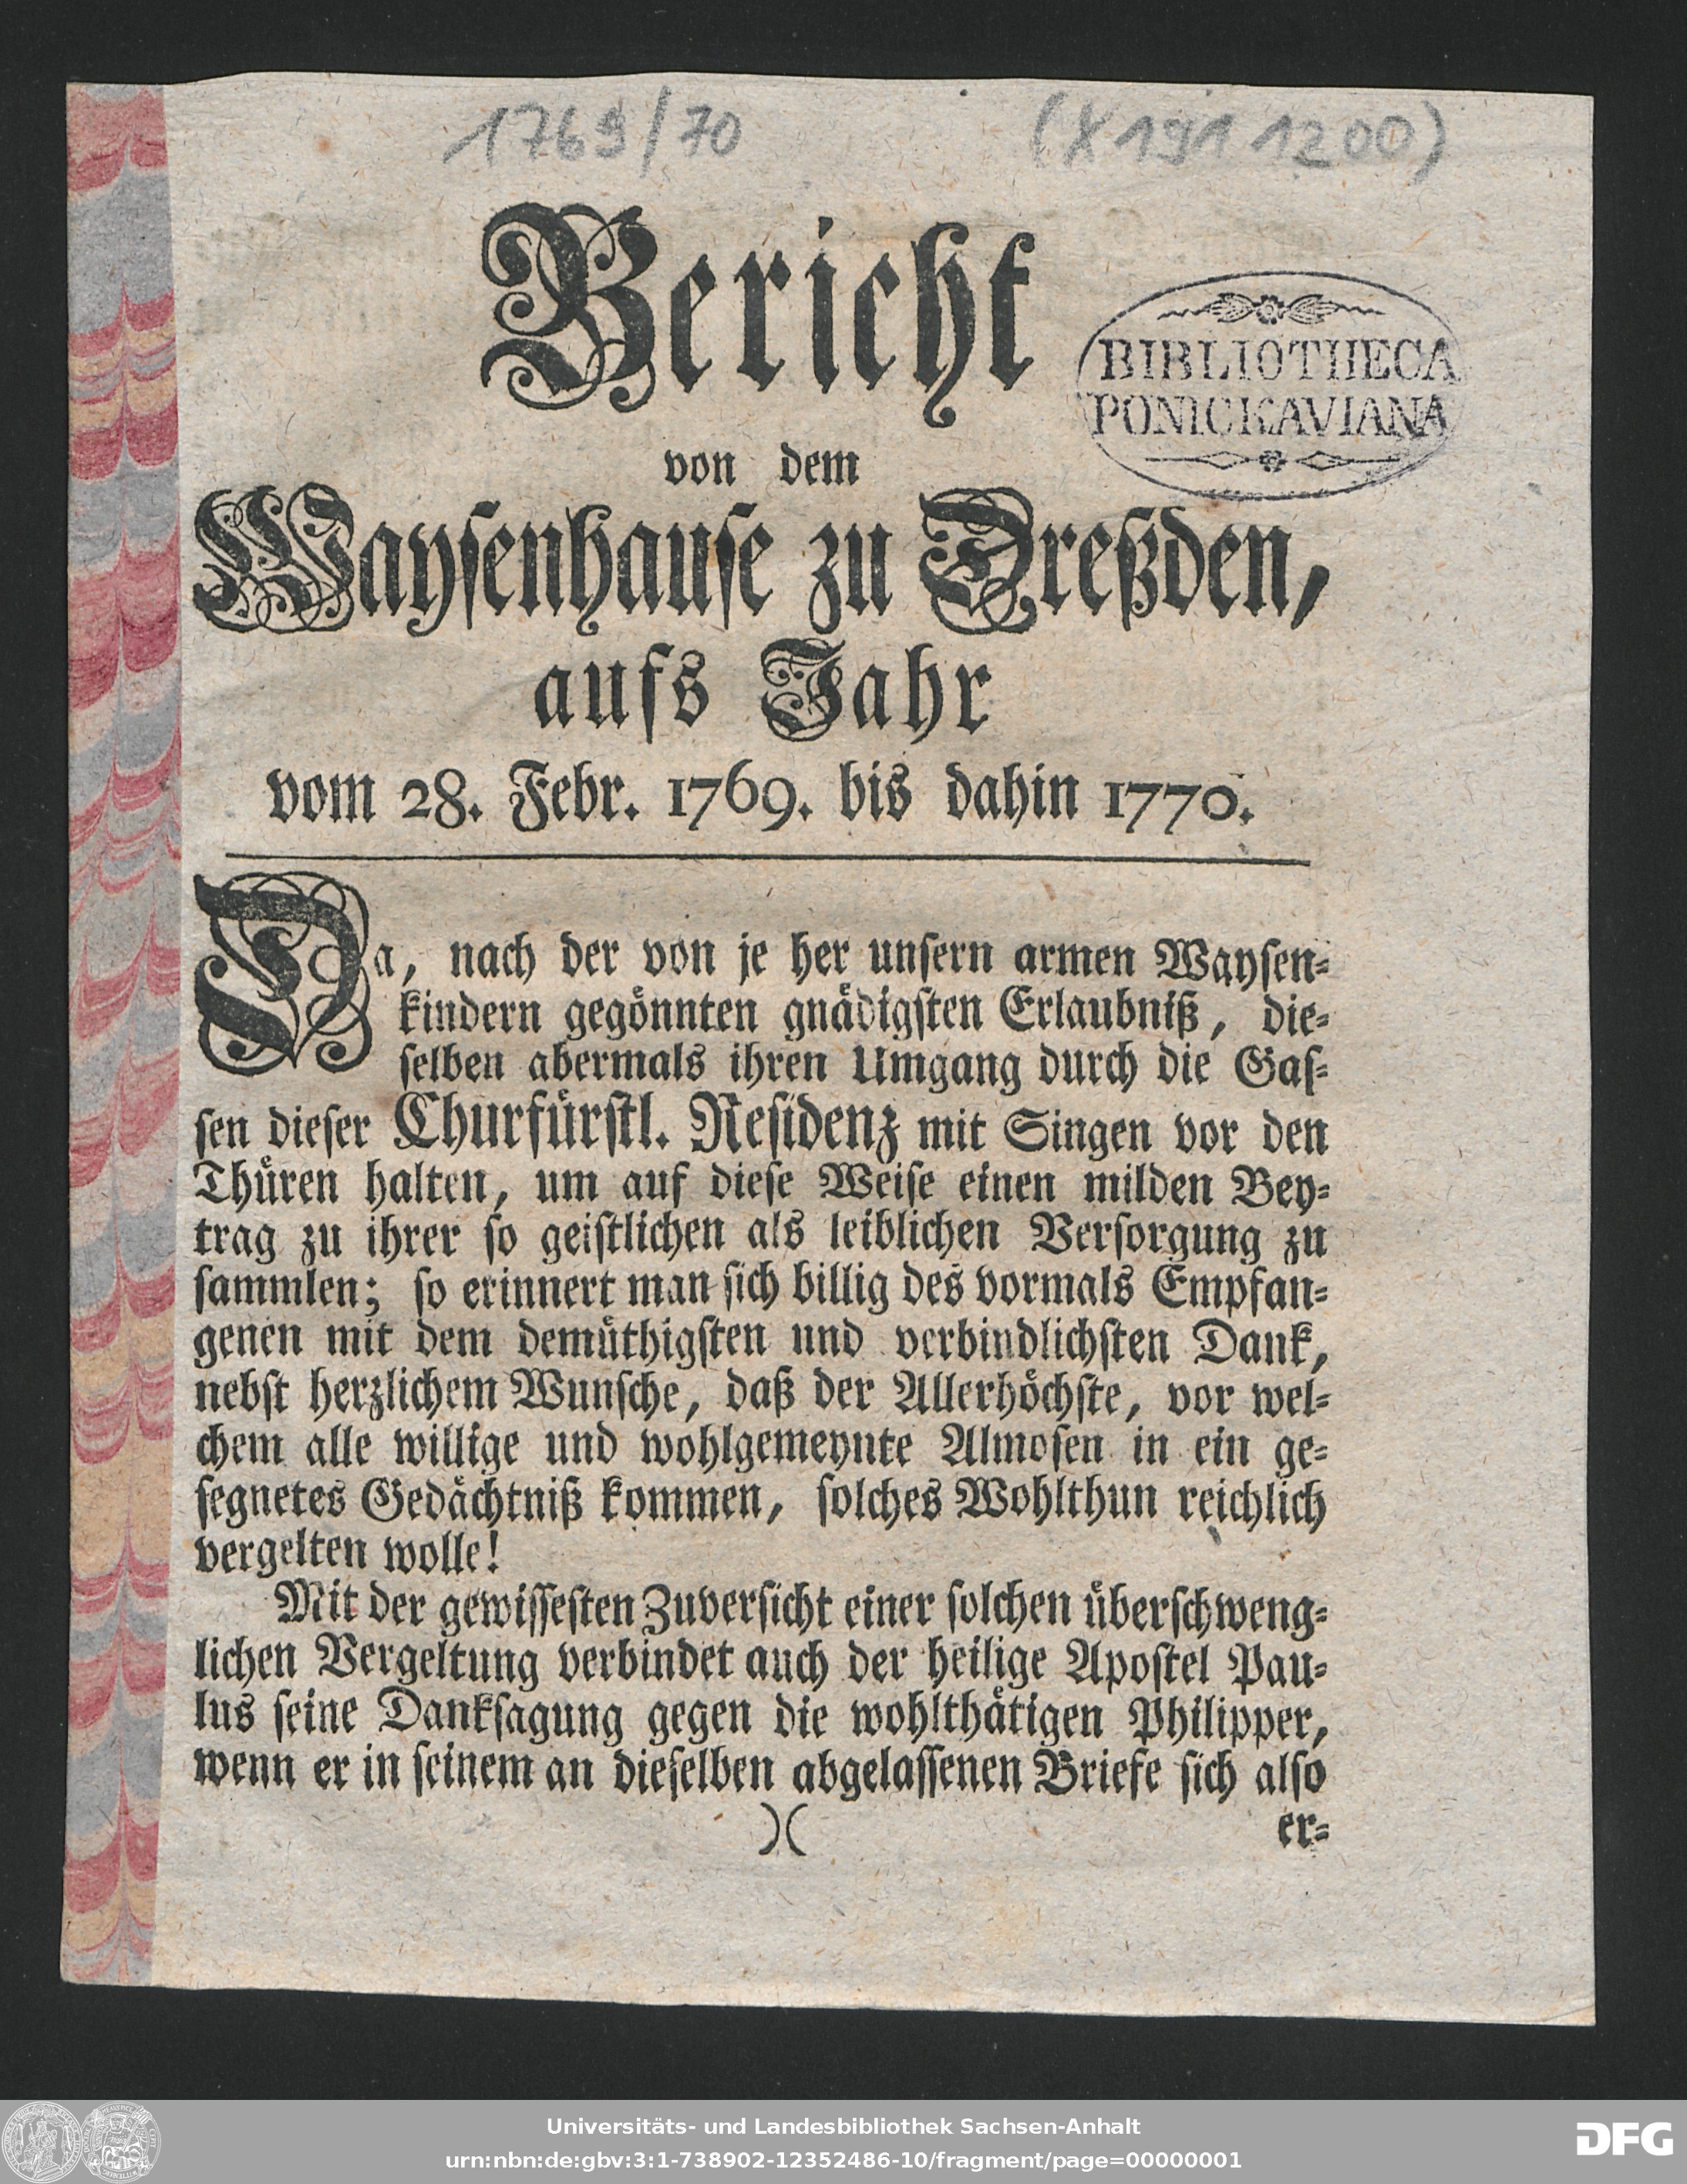 1769/70 (X1911200)
Bericht
BIBLIOTHECA
PONICKAVIANA
von dem
Waysenhause zu Dreßden,
aufs Jahr
vom 28. Febr. 1769. bis dahin 1770.
Da, nach der von je her unsern armen Waysen-
kindern gegönnten gnädigsten Erlaubniß, die-
selben abermals ihren Umgang durch die Gas-
sen dieser Churfürstl. Residenz mit Singen vor den
Thüren halten, um auf diese Weise einen milden Bey-
trag zu ihrer so geistlichen als leiblichen Versorgung zu
sammlen; so erinnert man sich billig des vormals Empfan-
genen mit dem demüthigsten und verbindlichsten Dank,
nebst herzlichem Wunsche, daß der Allerhöchste, vor wel-
chem alle willige und wohlgemeynte Almosen in ein ge-
segnetes Gedächtniß kommen, solches Wohlthun reichlich
vergelten wolle!
Mit der gewissesten Zuversicht einer solchen überschweng-
lichen Vergeltung verbindet auch der heilige Apostel Pau-
lus seine Danksagung gegen die wohlthätigen Philipper,
wenn er in seinem an dieselben abgelassenen Briefe sich also
)( er-
Universitäts- und Landesbibliothek Sachsen-Anhalt
urn:nbn:de:gbv:3:1-738902-12352486-10/fragment/page=00000001
DFG